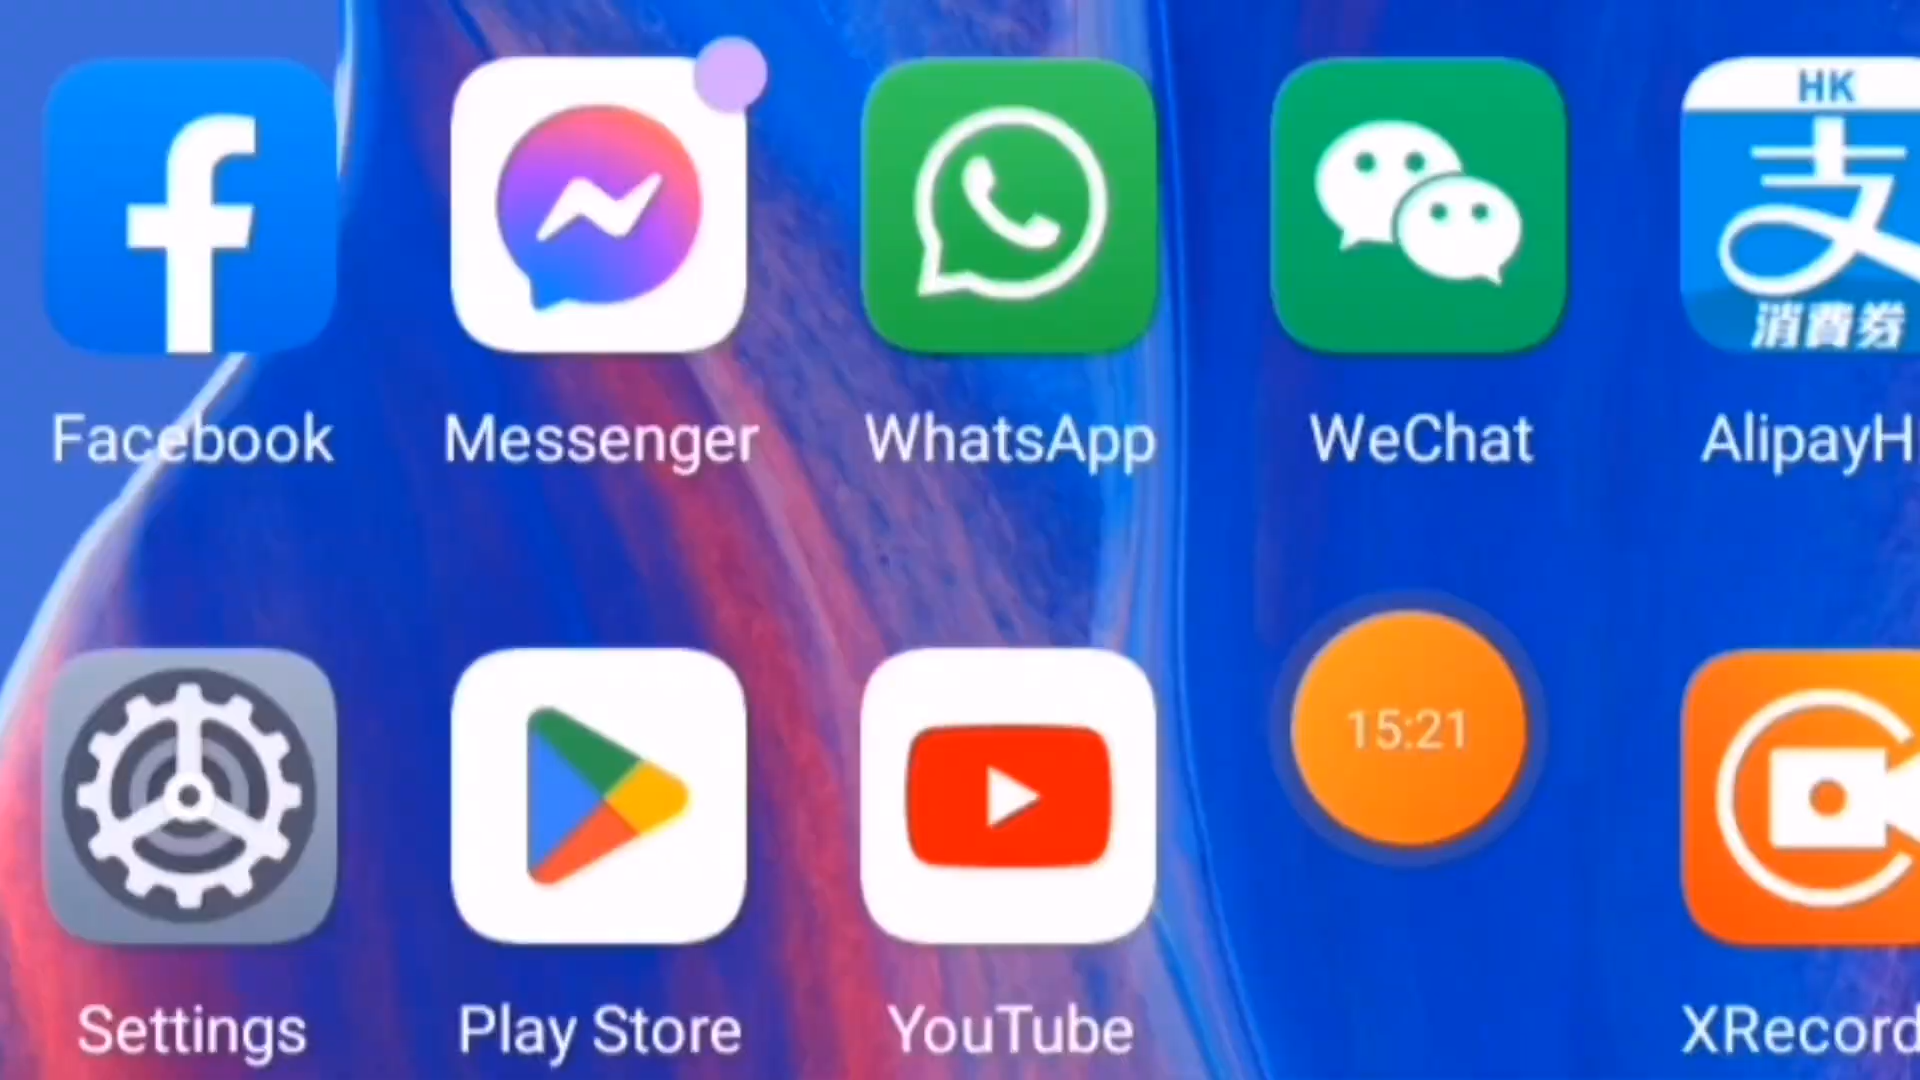 HK
支
消費券
Facebook
Messenger
WhatsApp
WeChat
AlipayH
15:21
Settings
Play Store
YouTube
XRecord